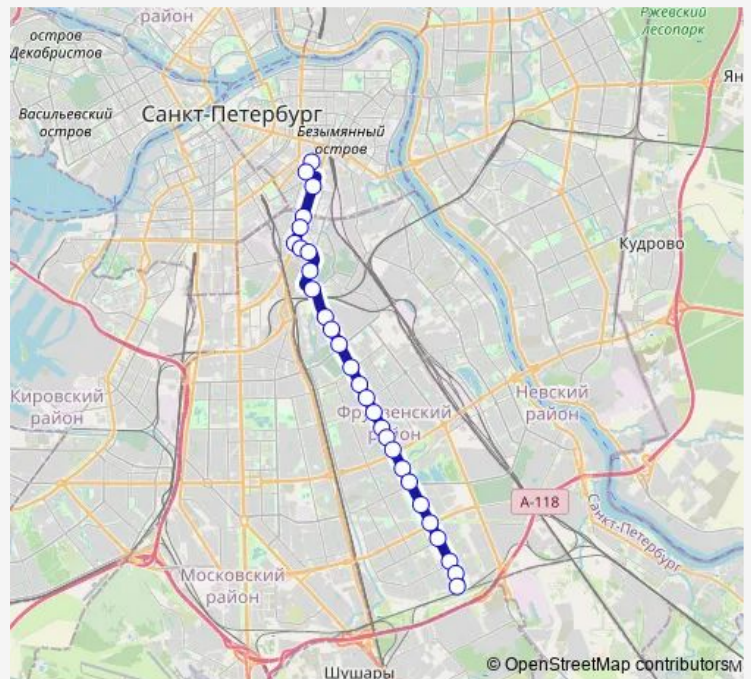 район
Ржевский
лесопарк
остров
Декабристов
Ян
Санкт-Петербург
Васильевский
остров
Безымянный
остров
Кудрово
Кировский
район
Невский
район
Фрунзенский
район
А-118
Санкт-Петербург
Московский
район
Шушары
© OpenStreetMap contributors
М